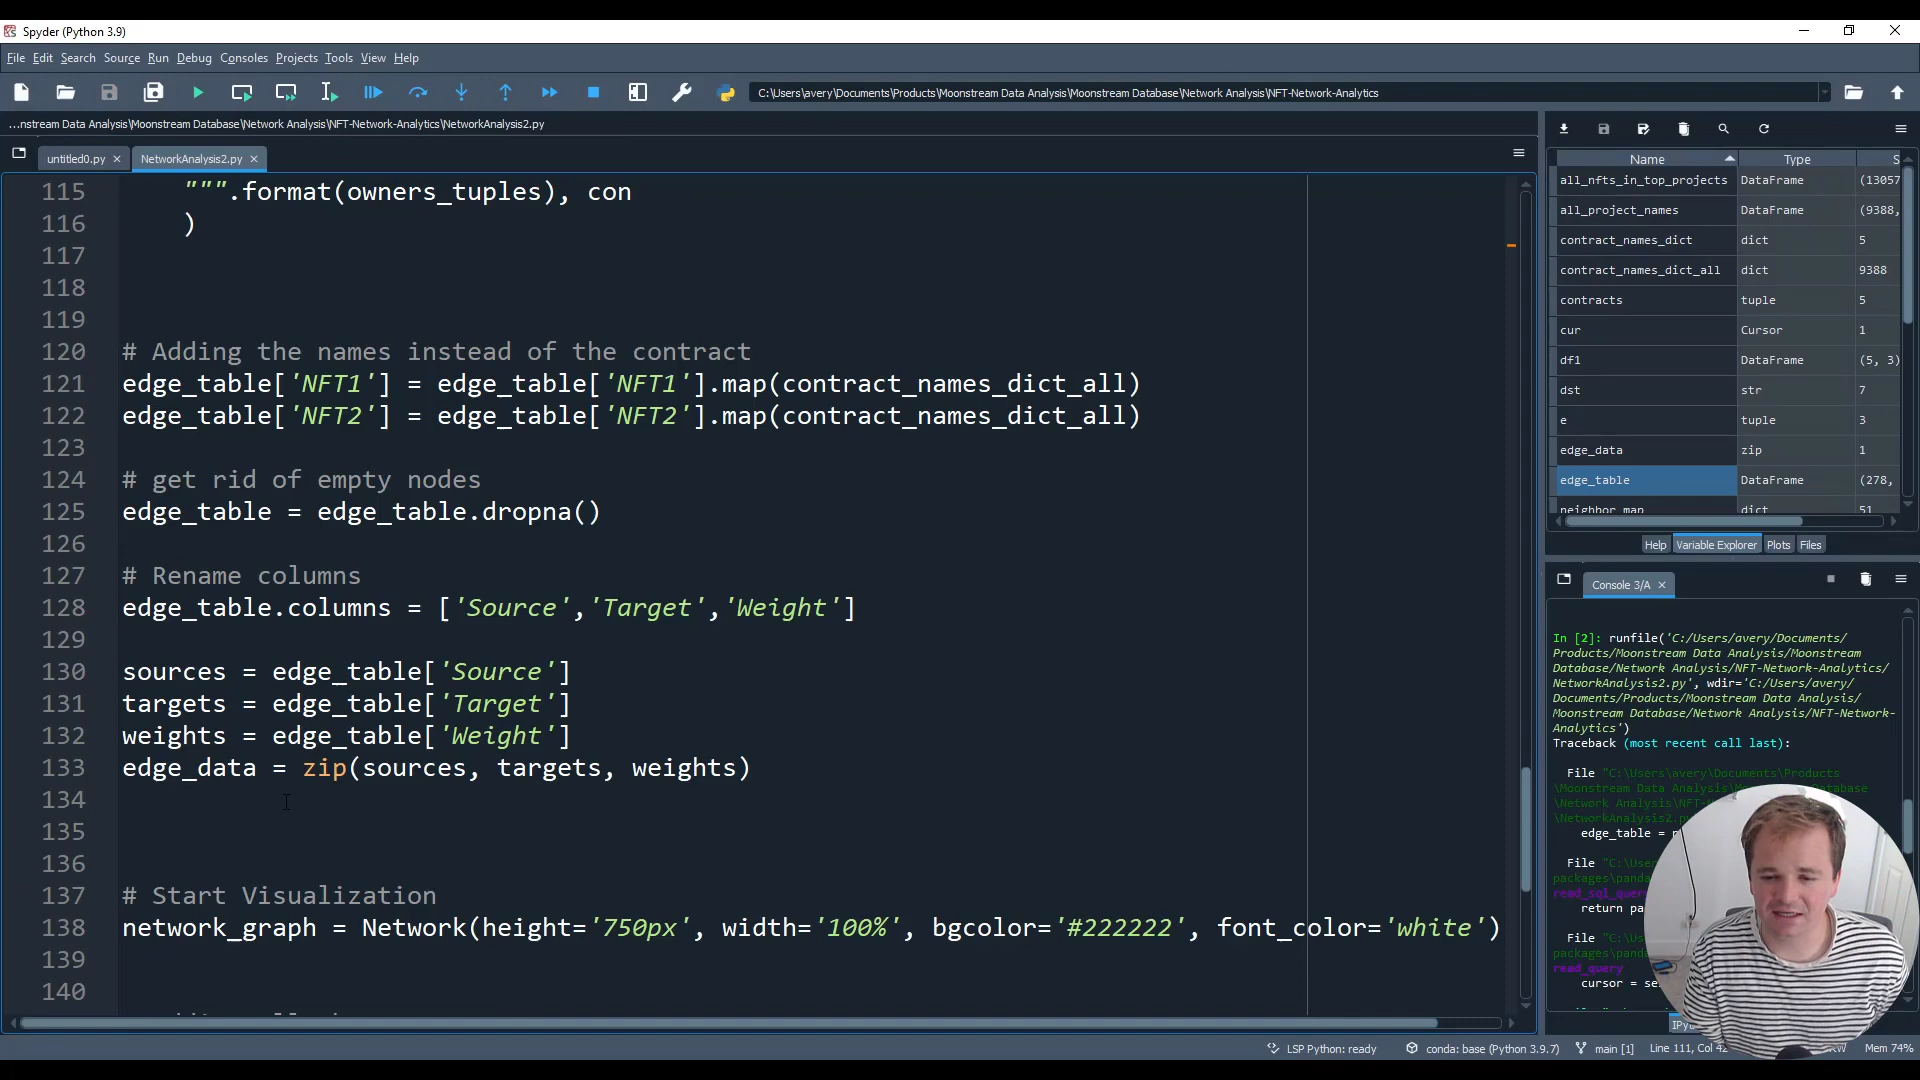 Spyder (Python 3.9)
File Edit Search Source Run Debug Consoles Projects Tools View Help
C:\Users\avery\Documents\Products\Moonstream Data Analysis\Moonstream Database\Network Analysis\NFT-Network-Analytics
...nstream Data Analysis\Moonstream Database\Network Analysis\NFT-Network-Analytics\NetworkAnalysis2.py
untitled0.py NetworkAnalysis2.py
115 """.format(owners_tuples), con
116 )
117
118
119
120 # Adding the names instead of the contract
121 edge_table['NFT1'] = edge_table['NFT1'].map(contract_names_dict_all)
122 edge_table['NFT2'] = edge_table['NFT2'].map(contract_names_dict_all)
123
124 # get rid of empty nodes
125 edge_table = edge_table.dropna()
126
127 # Rename columns
128 edge_table.columns = ['Source','Target','Weight']
129
130 sources = edge_table['Source']
131 targets = edge_table['Target']
132 weights = edge_table['Weight']
133 edge_data = zip(sources, targets, weights)
134
135
136
137 # Start Visualization
138 network_graph = Network(height='750px', width='100%', bgcolor='#222222', font_color='white')
139
140
Name Type S
all_nfts_in_top_projects DataFrame (13057
all_project_names DataFrame (9388,
contract_names_dict dict 5
contract_names_dict_all dict 9388
contracts tuple 5
cur Cursor 1
df1 DataFrame (5, 3)
dst str 7
e tuple 3
edge_data zip 1
edge_table DataFrame (278,
neighbor_map dict 51
Help Variable Explorer Plots Files
Console 3/A
In [2]: runfile('C:/Users/avery/Documents/
Products/Moonstream Data Analysis/Moonstream
Database/Network Analysis/NFT-Network-Analytics/
NetworkAnalysis2.py', wdir='C:/Users/avery/
Documents/Products/Moonstream Data Analysis/
Moonstream Database/Network Analysis/NFT-Network-
Analytics')
Traceback (most recent call last):
File "C:\Users\avery\Documents\Products
\Moonstream Data Analysis\Moonstream Database
\Network Analysis\NFT-
\NetworkAnalysis2.p
edge_table =
File "C:\Use
packages\panda
read_sql_query
return pa
File "C:\Us
packages\pand
read_query
cursor = se
LSP Python: ready conda: base (Python 3.9.7) main [1] Line 111, Col 42 RW Mem 74%